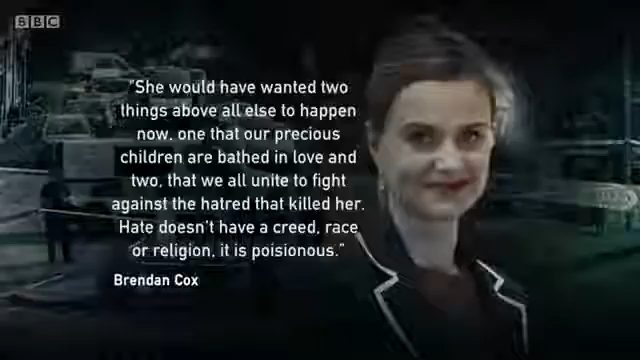 BBC
"She would have wanted two
things above all else to happen
now, one that our precious
children are bathed in love and
two, that we all unite to fight
against the hatred that killed her.
Hate doesn't have a creed, race
or religion, it is poisionous."
Brendan Cox